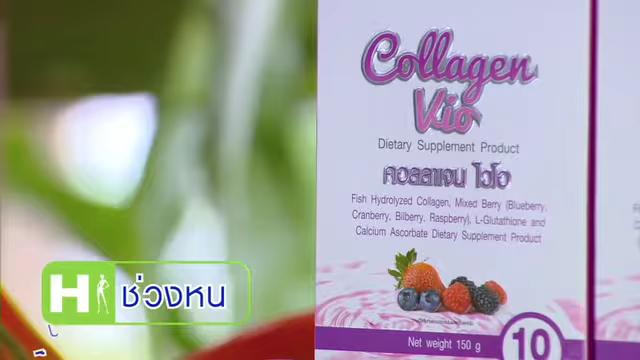 Collagen
Vio
Dietary Supplement Product
คอลลาเจน ไวโอ
Fish Hydrolyzed Collagen, Mixed Berry (Blueberry,
Cranberry, Bilberry, Raspberry), L-Glutathione and
Calcium Ascorbate Dietary Supplement Product
Net weight 150 g
10
H ช่วงหน